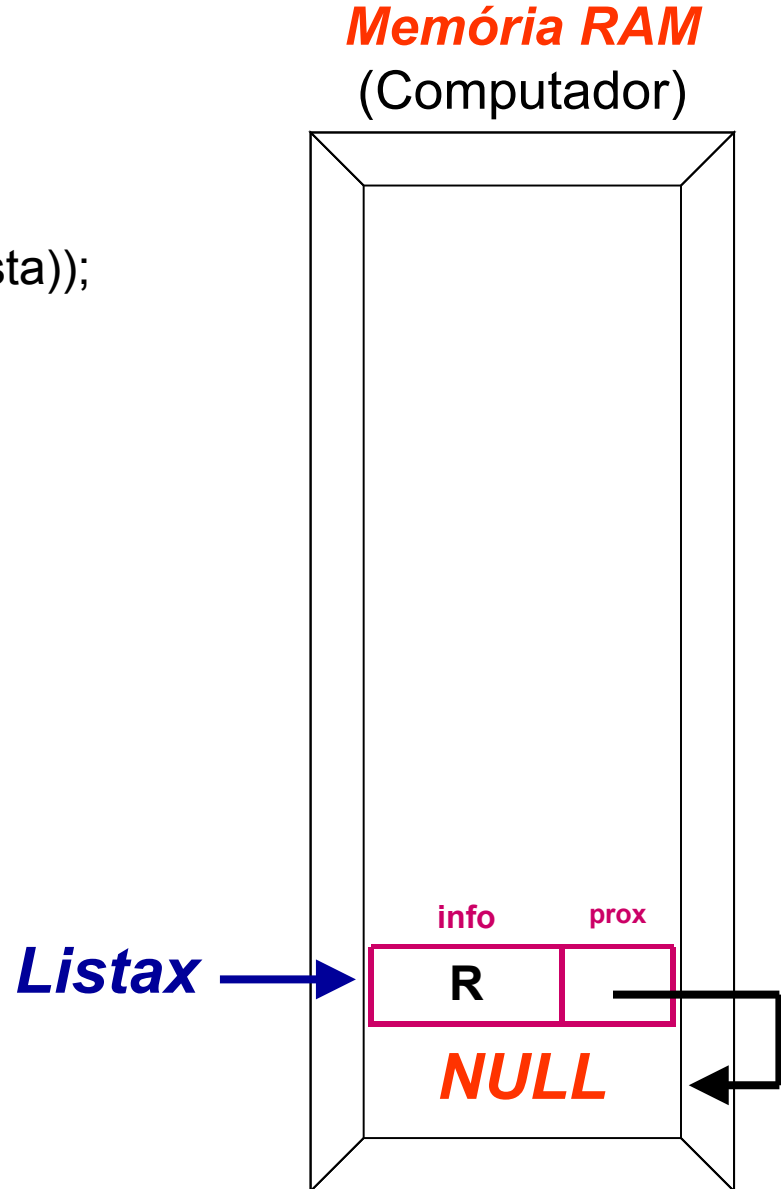 Memória RAM
(Computador)
sta));
info prox
Listax R
NULL